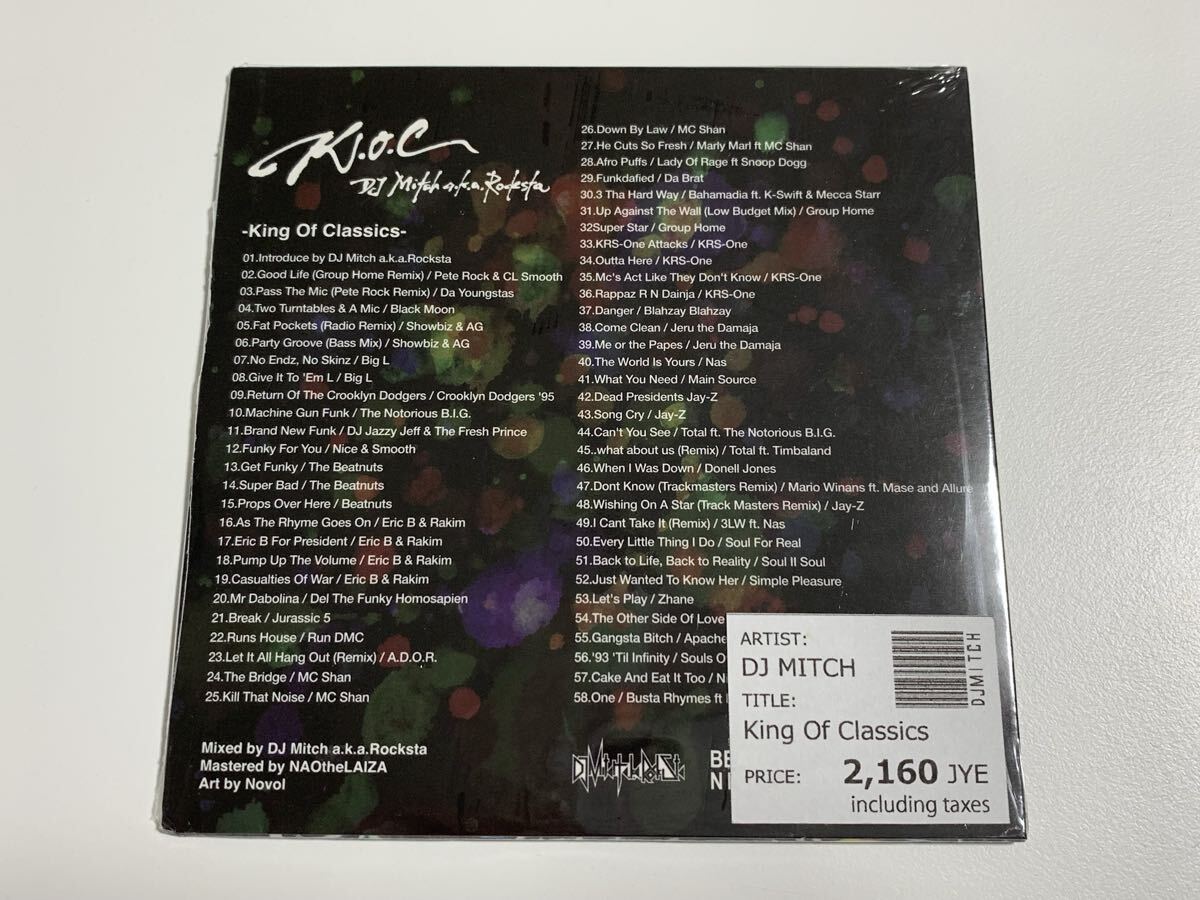 K.O.C
DJ Mitch a.k.a.Rocksta
-King Of Classics-
01.Introduce by DJ Mitch a.k.a.Rocksta
02.Good Life (Group Home Remix) / Pete Rock & CL Smooth
03.Pass The Mic (Pete Rock Remix) / Da Youngstas
04.Two Turntables & A Mic / Black Moon
05.Fat Pockets (Radio Remix) / Showbiz & AG
06.Party Groove (Bass Mix) / Showbiz & AG
07.No Endz, No Skinz / Big L
08.Give It To 'Em L / Big L
09.Return Of The Crooklyn Dodgers / Crooklyn Dodgers '95
10.Machine Gun Funk / The Notorious B.I.G.
11.Brand New Funk / DJ Jazzy Jeff & The Fresh Prince
12.Funky For You / Nice & Smooth
13.Get Funky / The Beatnuts
14.Super Bad / The Beatnuts
15.Props Over Here / Beatnuts
16.As The Rhyme Goes On / Eric B & Rakim
17.Eric B For President / Eric B & Rakim
18.Pump Up The Volume / Eric B & Rakim
19.Casualties Of War / Eric B & Rakim
20.Mr Dabolina / Del The Funky Homosapien
21.Break / Jurassic 5
22.Runs House / Run DMC
23.Let It All Hang Out (Remix) / A.D.O.R.
24.The Bridge / MC Shan
25.Kill That Noise / MC Shan
26.Down By Law / MC Shan
27.He Cuts So Fresh / Marly Marl ft MC Shan
28.Afro Puffs / Lady Of Rage ft Snoop Dogg
29.Funkdafied / Da Brat
30.3 Tha Hard Way / Bahamadia ft. K-Swift & Mecca Starr
31.Up Against The Wall (Low Budget Mix) / Group Home
32Super Star / Group Home
33.KRS-One Attacks / KRS-One
34.Outta Here / KRS-One
35.Mc's Act Like They Don't Know / KRS-One
36.Rappaz R N Dainja / KRS-One
37.Danger / Blahzay Blahzay
38.Come Clean / Jeru the Damaja
39.Me or the Papes / Jeru the Damaja
40.The World Is Yours / Nas
41.What You Need / Main Source
42.Dead Presidents Jay-Z
43.Song Cry / Jay-Z
44.Can't You See / Total ft. The Notorious B.I.G.
45..what about us (Remix) / Total ft. Timbaland
46.When I Was Down / Donell Jones
47.Dont Know (Trackmasters Remix) / Mario Winans ft. Mase and Allure
48.Wishing On A Star (Track Masters Remix) / Jay-Z
49.I Cant Take It (Remix) / 3LW ft. Nas
50.Every Little Thing I Do / Soul For Real
51.Back to Life, Back to Reality / Soul II Soul
52.Just Wanted To Know Her / Simple Pleasure
53.Let's Play / Zhane
54.The Other Side Of Love
55.Gangsta Bitch / Apache
56.'93 'Til Infinity / Souls O
57.Cake And Eat It Too / Ni
58.One / Busta Rhymes ft
Mixed by DJ Mitch a.k.a.Rocksta
Mastered by NAOtheLAIZA
Art by Novol
BE
NI
ARTIST:
DJ MITCH
TITLE:
King Of Classics
PRICE: 2,160 JYE
including taxes
DJMITCH